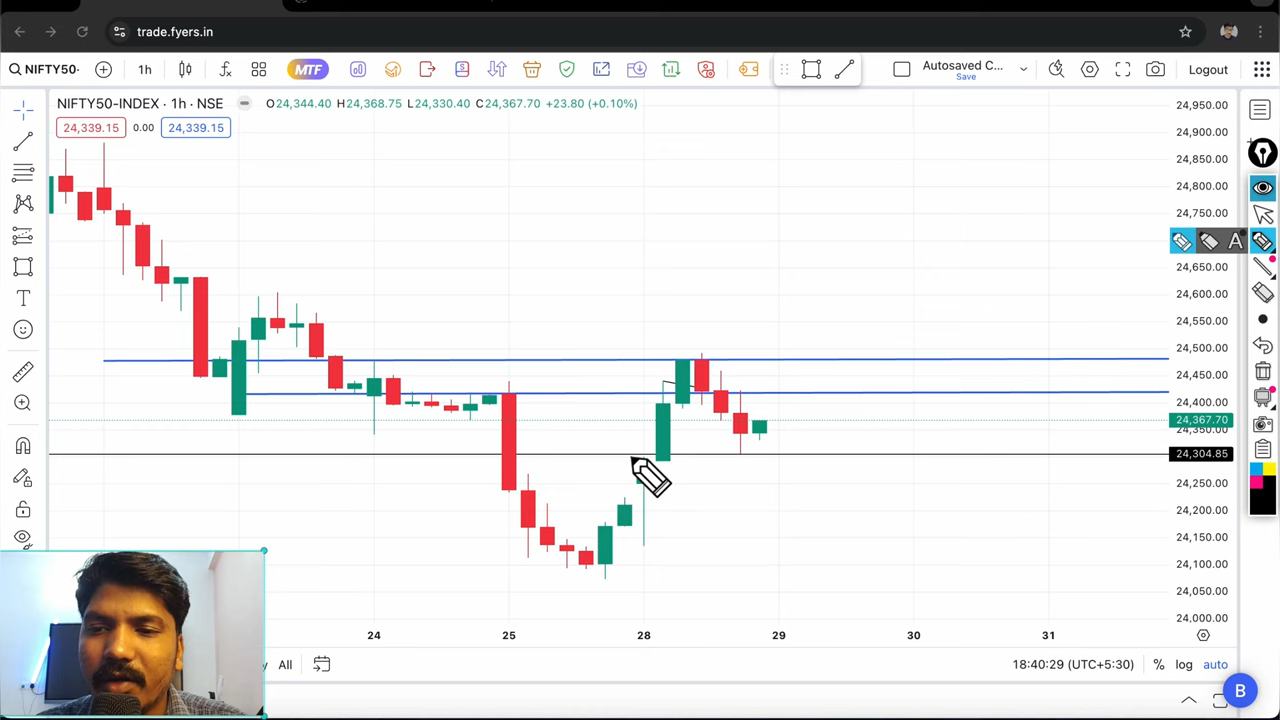 trade.fyers.in
NIFTY50-
1h
MTF
Autosaved C...
Save
Logout
NIFTY50-INDEX · 1h · NSE
O24,344.40 H24,368.75 L24,330.40 C24,367.70 +23.80 (+0.10%)
24,339.15
0.00
24,339.15
24,950.00
24,900.00
24,850.00
24,800.00
24,750.00
A
24,650.00
24,600.00
24,550.00
24,500.00
24,450.00
24,400.00
24,367.70
24,350.00
24,304.85
24,250.00
24,200.00
24,150.00
24,100.00
24,050.00
24,000.00
24
25
28
29
30
31
All
18:40:29 (UTC+5:30)
%
log
auto
B